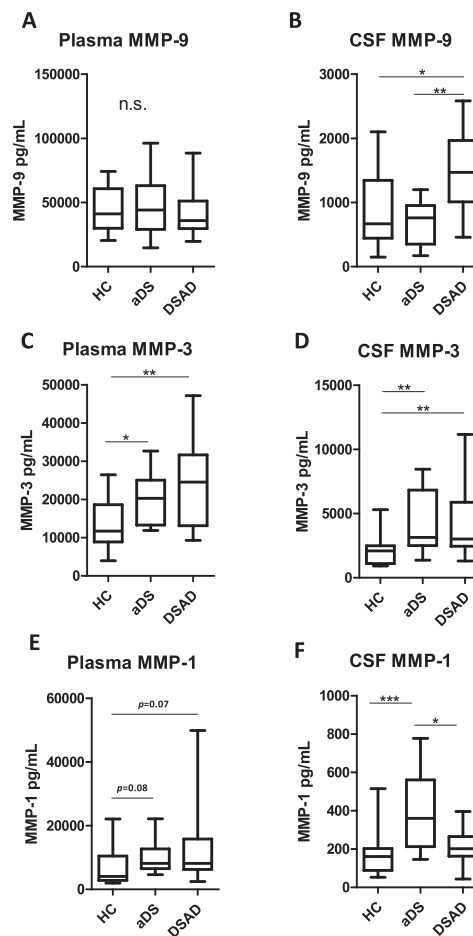 A
Plasma MMP-9
MMP-9 pg/mL
150000
100000
50000
0
n.s.
HC
aDS
DSAD
B
CSF MMP-9
MMP-9 pg/mL
3000
2000
1000
0
*
**
HC
aDS
DSAD
C
Plasma MMP-3
MMP-3 pg/mL
50000
40000
30000
20000
10000
0
**
*
HC
aDS
DSAD
D
CSF MMP-3
MMP-3 pg/mL
15000
10000
5000
0
**
**
HC
aDS
DSAD
E
Plasma MMP-1
MMP-1 pg/mL
60000
40000
20000
0
p=0.07
p=0.08
HC
aDS
DSAD
F
CSF MMP-1
MMP-1 pg/mL
1000
800
600
400
200
0
***
*
HC
aDS
DSAD